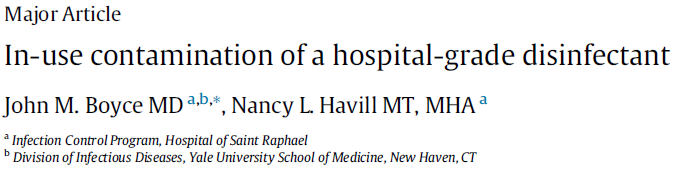 Major Article
In-use contamination of a hospital-grade disinfectant
John M. Boyce MD a,b,*, Nancy L. Havill MT, MHA a
a Infection Control Program, Hospital of Saint Raphael
b Division of Infectious Diseases, Yale University School of Medicine, New Haven, CT